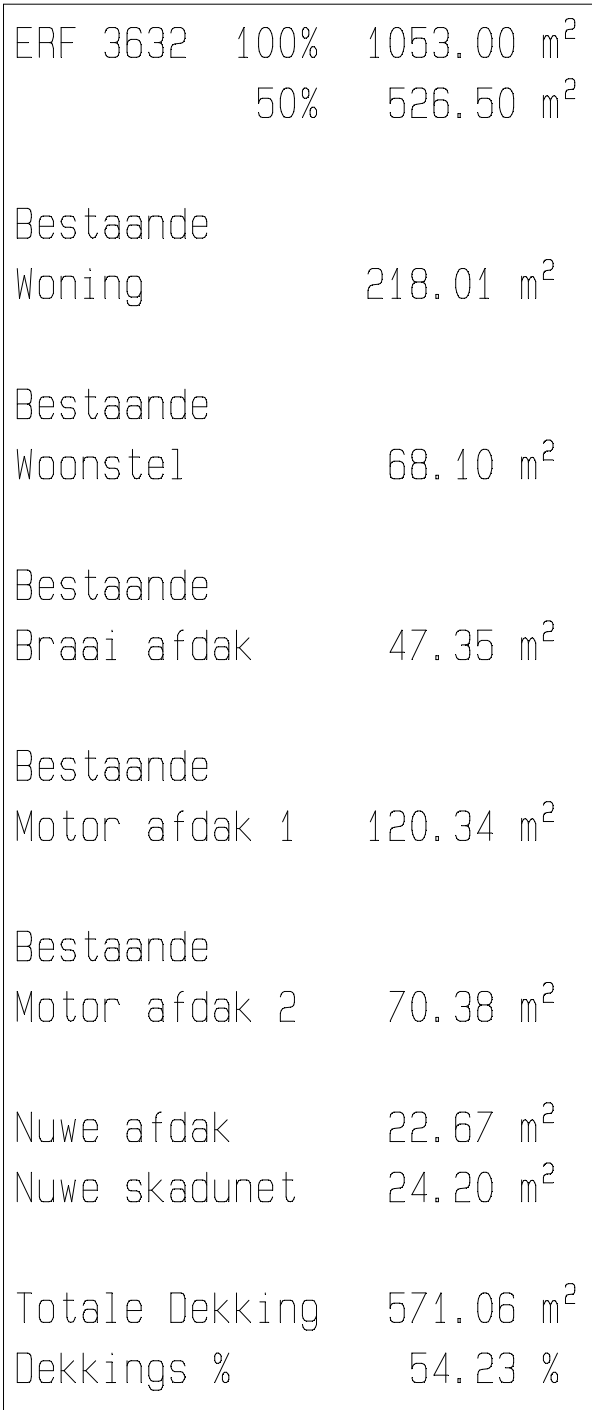 ERF 3632 100% 1053.00 m²
50% 526.50 m²
Bestaande
Woning 218.01 m²
Bestaande
Woonstel 68.10 m²
Bestaande
Braai afdak 47.35 m²
Bestaande
Motor afdak 1 120.34 m²
Bestaande
Motor afdak 2 70.38 m²
Nuwe afdak 22.67 m²
Nuwe skadunet 24.20 m²
Totale Dekking 571.06 m²
Dekkings % 54.23 %